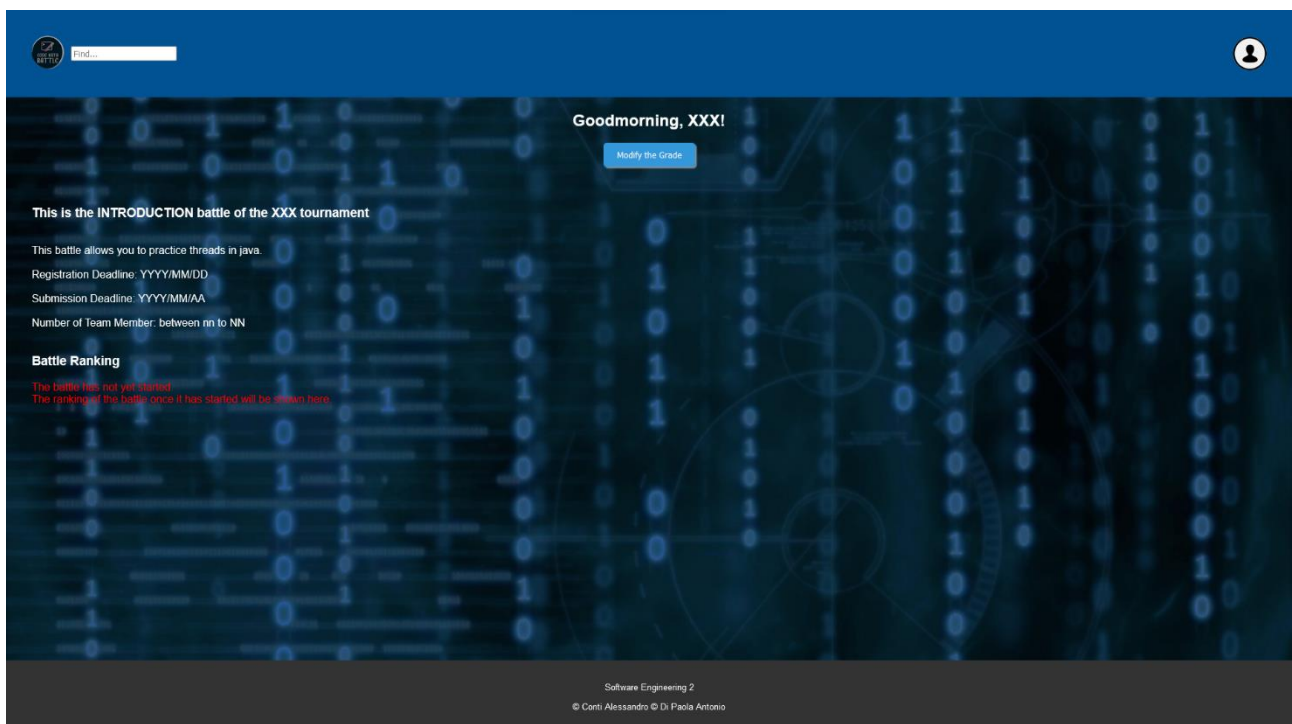 Find...
Goodmorning, XXX!
Modify the Grade
This is the INTRODUCTION battle of the XXX tournament
This battle allows you to practice threads in java.
Registration Deadline: YYYY/MM/DD
Submission Deadline: YYYY/MM/AA
Number of Team Member: between nn to NN
Battle Ranking
The battle has not yet started.
The ranking of the battle once it has started will be shown here.
Software Engineering 2
© Conti Alessandro © Di Paola Antonio